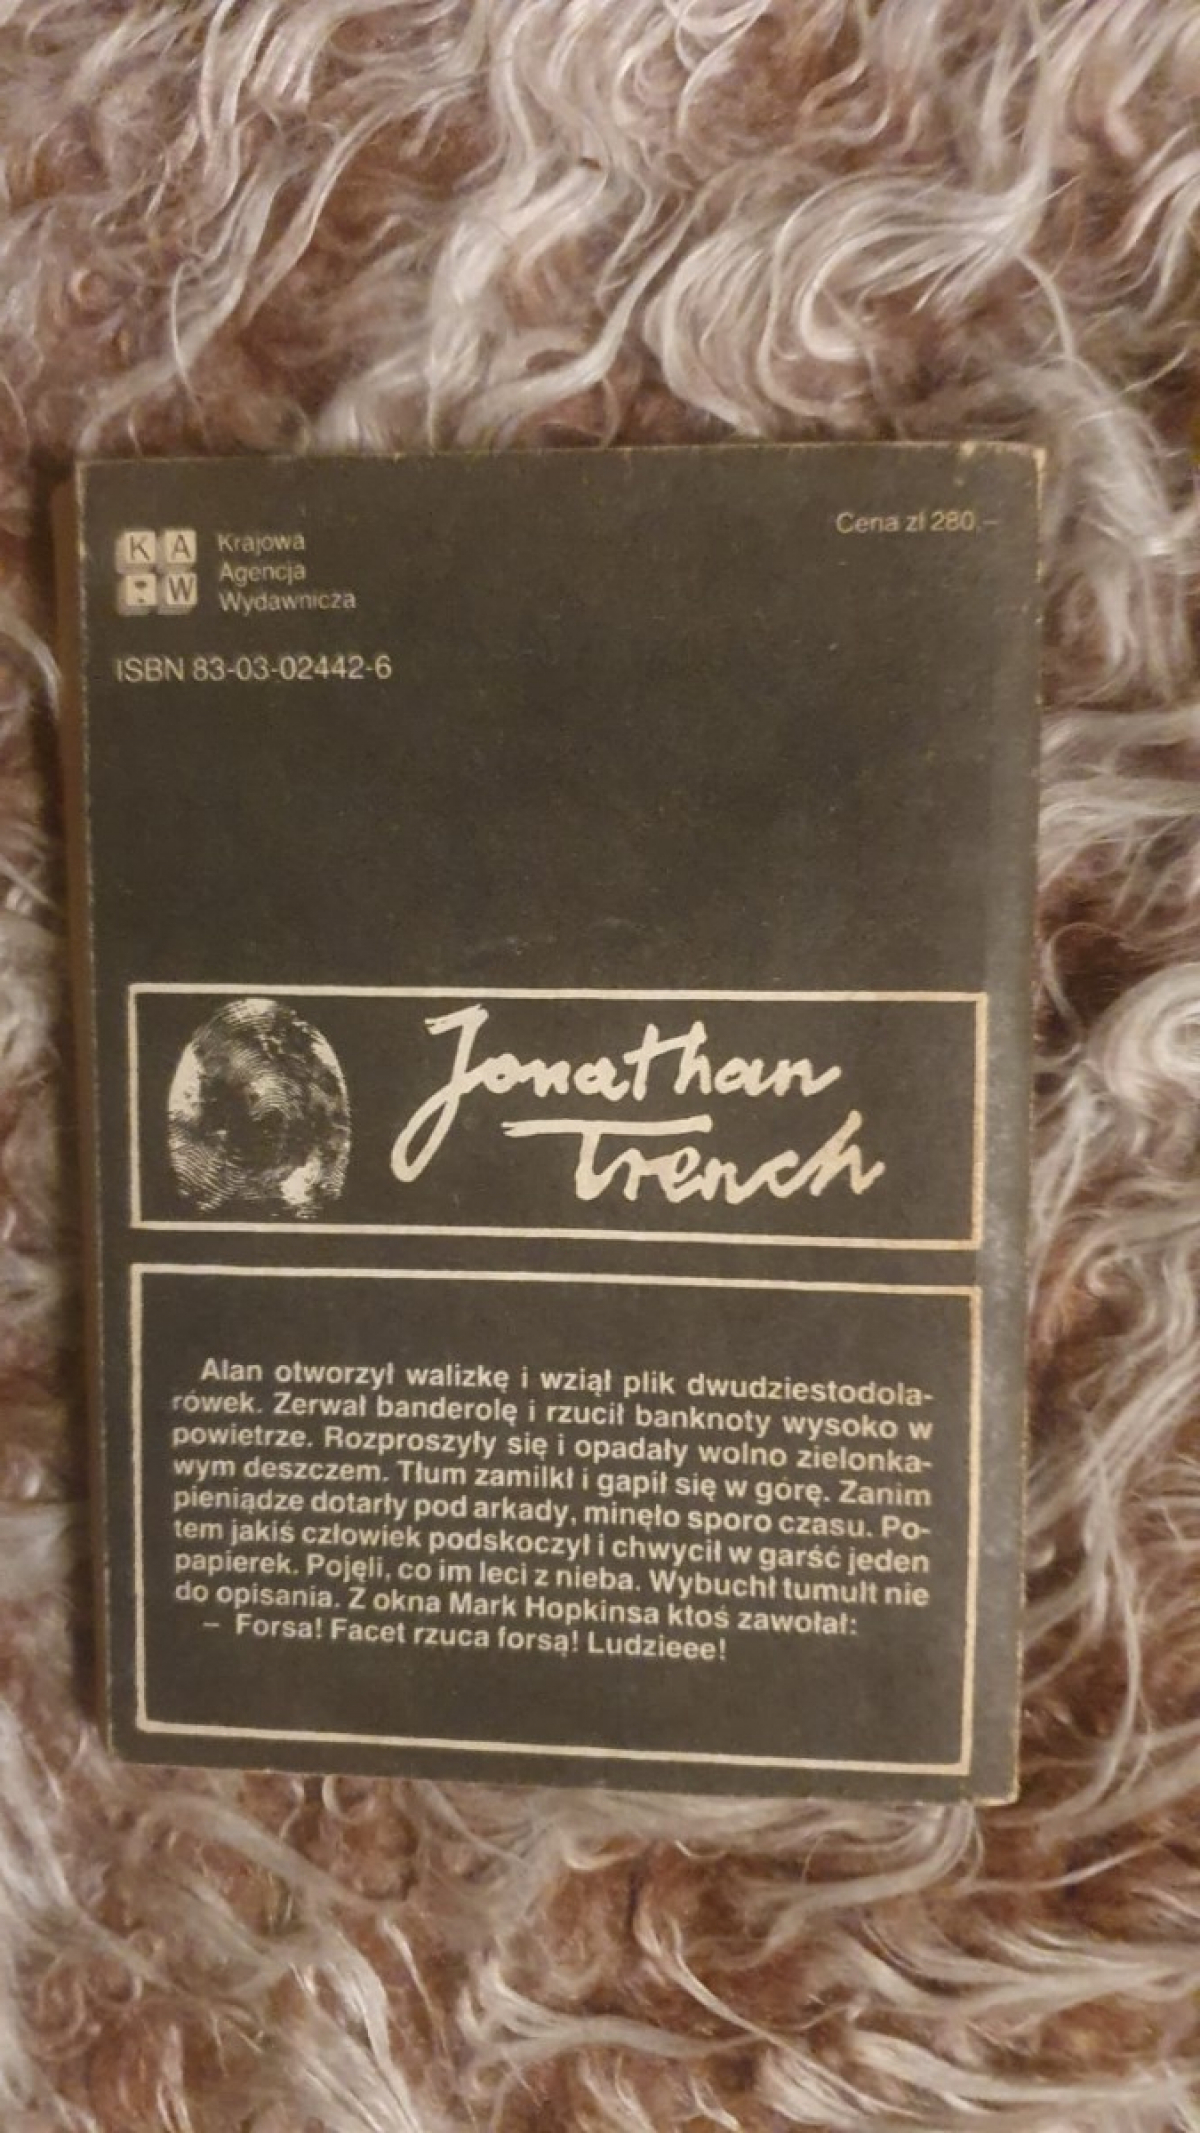 K A
W
Krajowa
Agencja
Wydawnicza
Cena zł 280,-
ISBN 83-03-02442-6
Jonathan
Trench
Alan otworzył walizkę i wziął plik dwudziestodola-
rówek. Zerwał banderolę i rzucił banknoty wysoko w
powietrze. Rozproszyły się i opadały wolno zielonka-
wym deszczem. Tłum zamilkł i gapił się w górę. Zanim
pieniądze dotarły pod arkady, minęło sporo czasu. Po-
tem jakiś człowiek podskoczył i chwycił w garść jeden
papierek. Pojęli, co im leci z nieba. Wybuchł tumult nie
do opisania. Z okna Mark Hopkinsa ktoś zawołał:
– Forsa! Facet rzuca forsą! Ludzieee!